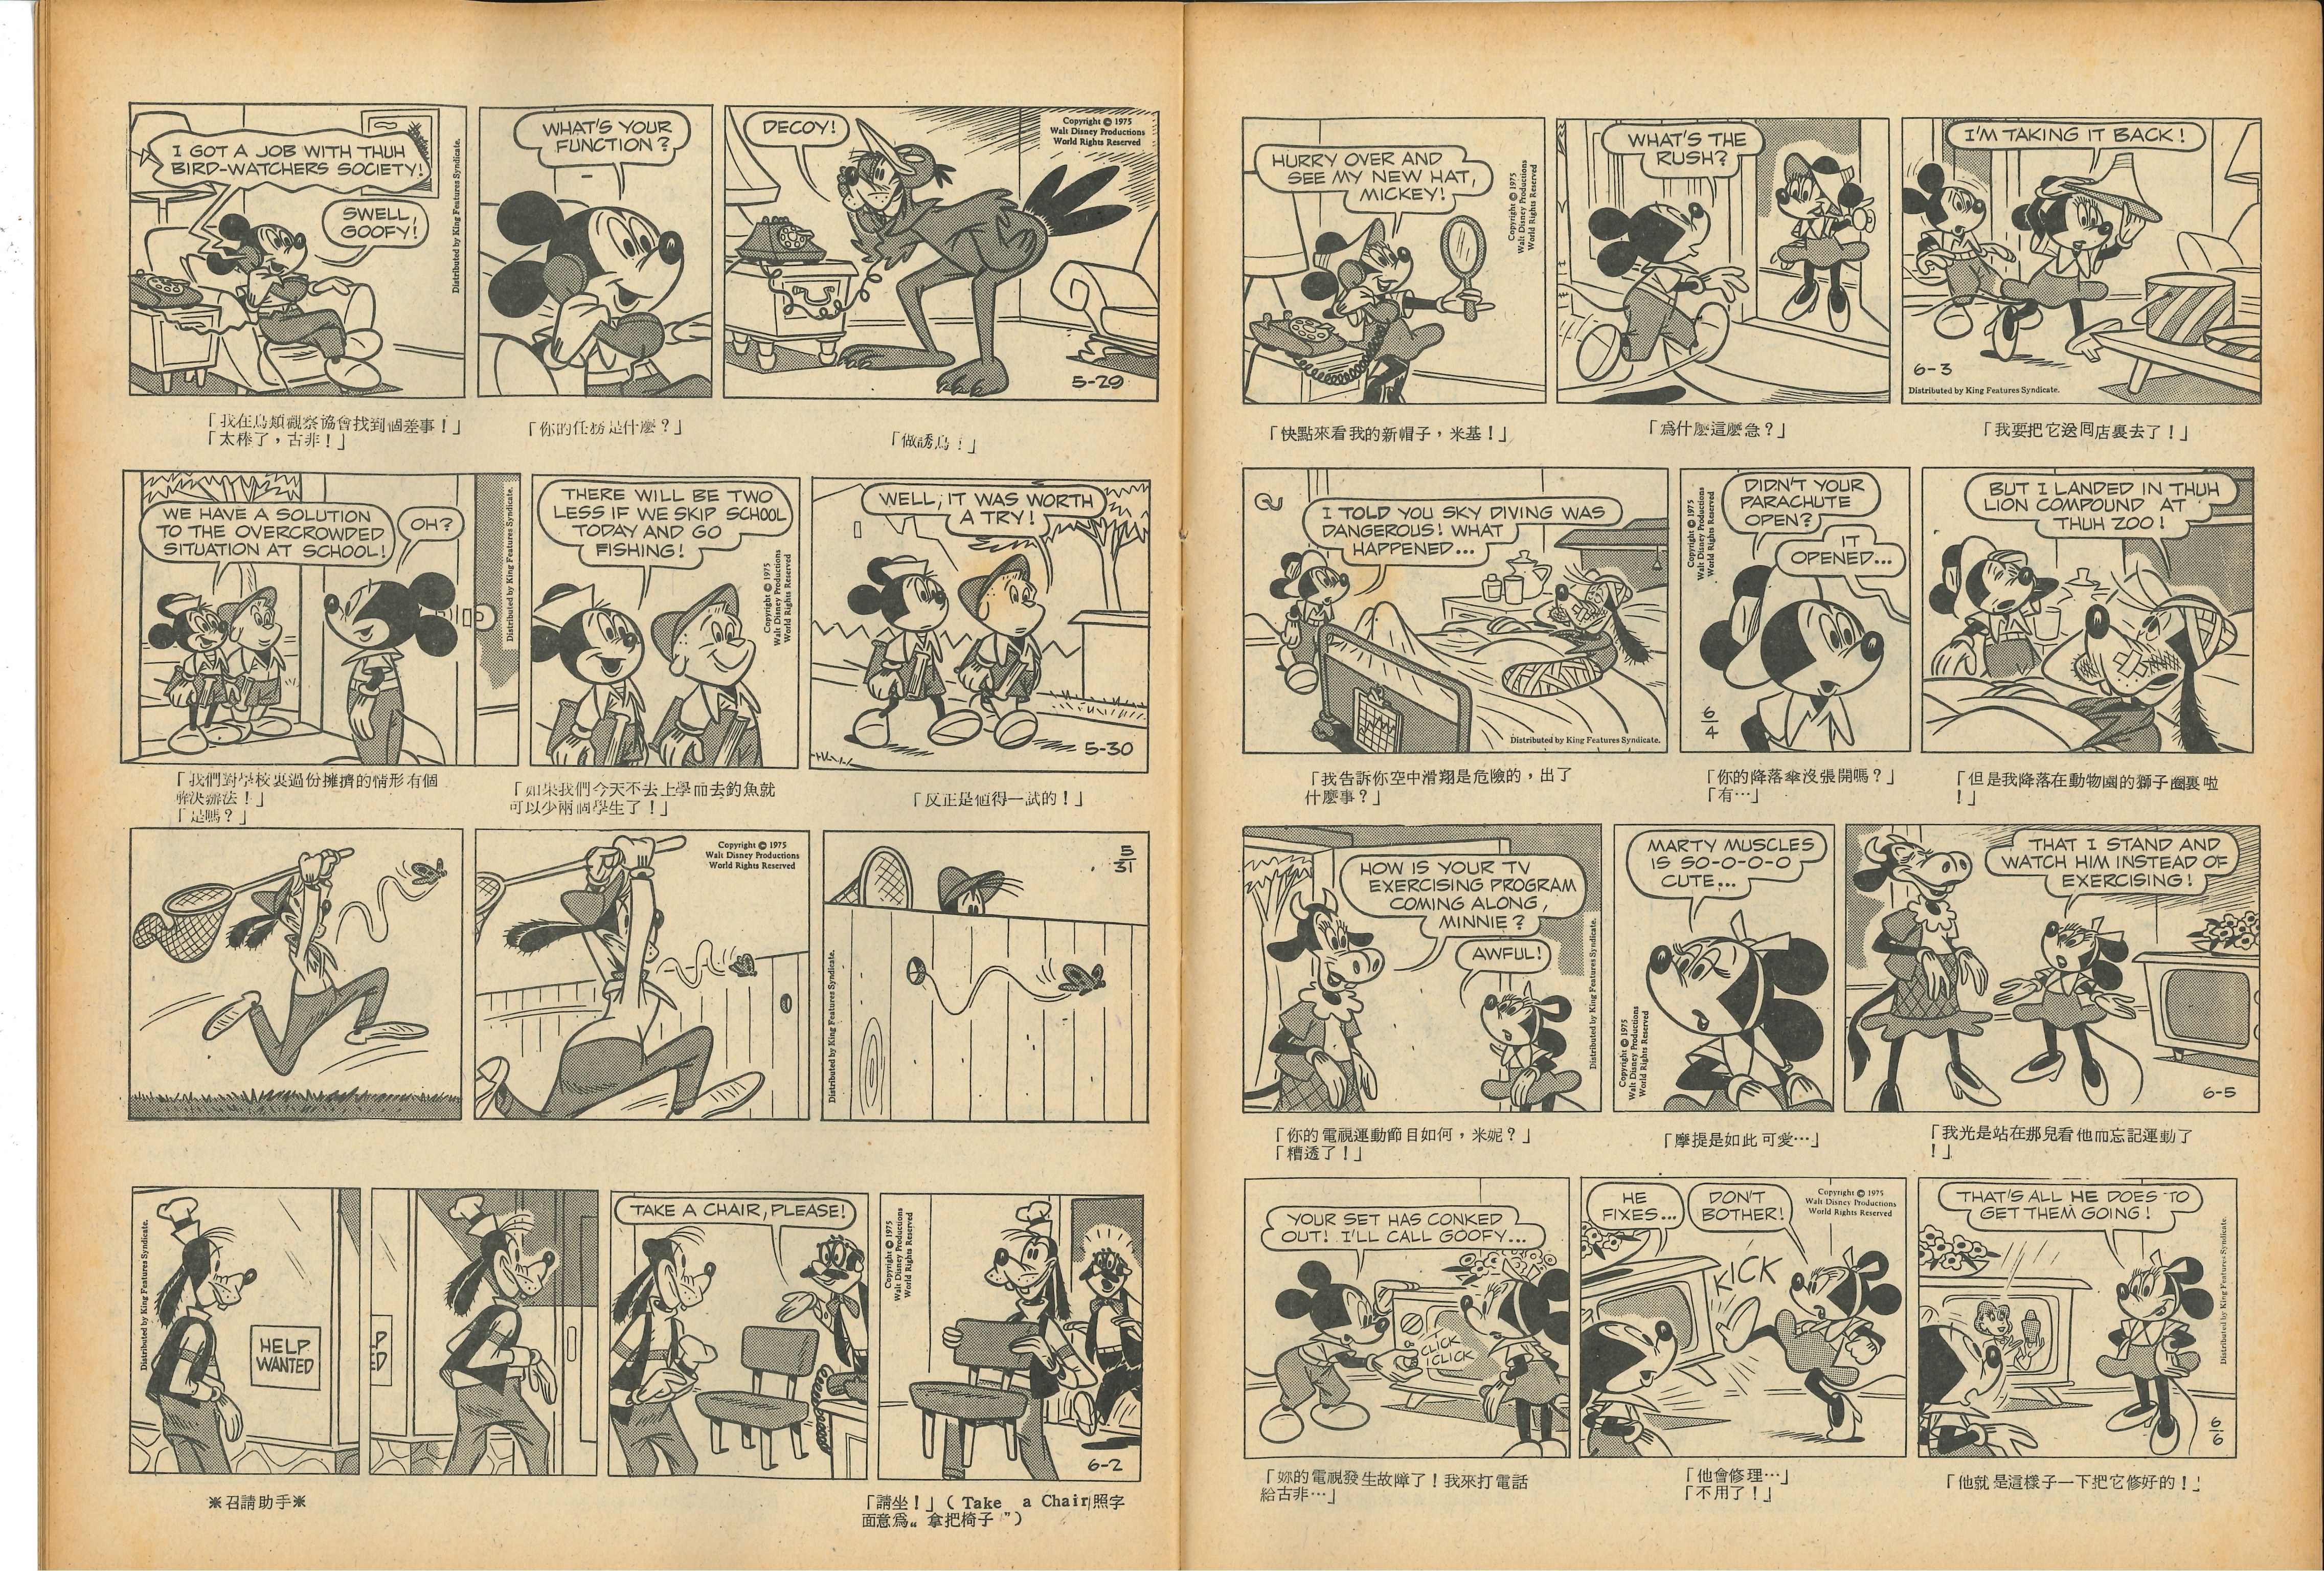 I GOT A JOB WITH THUH
BIRD-WATCHERS SOCIETY!
SWELL,
GOOFY!
Distributed by King Features Syndicate.
WHAT'S YOUR
FUNCTION?
DECOY!
Copyright © 1975
Walt Disney Productions
World Rights Reserved
5-29
「我在鳥類觀察協會找到個差事!」
「太棒了,古非!」
「你的任務是什麼?」
「做誘鳥!」
WE HAVE A SOLUTION
TO THE OVERCROWDED
SITUATION AT SCHOOL!
OH?
Distributed by King Features Syndicate.
THERE WILL BE TWO
LESS IF WE SKIP SCHOOL
TODAY AND GO
FISHING!
Copyright © 1975
Walt Disney Productions
World Rights Reserved
WELL, IT WAS WORTH
A TRY!
5-30
「我們對學校裏過份擁擠的情形有個
解決辦法!」
「是嗎?」
「如果我們今天不去上學而去釣魚就
可以少兩個學生了!」
「反正是値得一試的!」
Copyright © 1975
Walt Disney Productions
World Rights Reserved
Distributed by King Features Syndicate.
5
31
Distributed by King Features Syndicate.
HELP
WANTED
P
ED
TAKE A CHAIR, PLEASE!
Copyright © 1975
Walt Disney Productions
World Rights Reserved
6-2
※召請助手※
「請坐!」( Take a Chair照字
面意爲„ 拿把椅子 ")
HURRY OVER AND
SEE MY NEW HAT,
MICKEY!
Copyright © 1975
Walt Disney Productions
World Rights Reserved
WHAT'S THE
RUSH?
I'M TAKING IT BACK!
6-3
Distributed by King Features Syndicate.
「快點來看我的新帽子,米基!」
「爲什麼這麼急?」
「我要把它送囘店裏去了!」
I TOLD YOU SKY DIVING WAS
DANGEROUS! WHAT
HAPPENED...
Distributed by King Features Syndicate.
Copyright © 1975
Walt Disney Productions
World Rights Reserved
DIDN'T YOUR
PARACHUTE
OPEN?
IT
OPENED...
6
4
BUT I LANDED IN THUH
LION COMPOUND AT
THUH ZOO!
「我告訴你空中滑翔是危險的,出了
什麼事?」
「你的降落傘沒張開嗎?」
「有…」
「但是我降落在動物園的獅子圈裏啦
!」
HOW IS YOUR TV
EXERCISING PROGRAM
COMING ALONG,
MINNIE?
AWFUL!
Distributed by King Features Syndicate.
MARTY MUSCLES
IS SO-O-O-O
CUTE...
Copyright © 1975
Walt Disney Productions
World Rights Reserved
THAT I STAND AND
WATCH HIM INSTEAD OF
EXERCISING!
6-5
「你的電視運動節目如何,米妮?」
「糟透了!」
「摩提是如此可愛…」
「我光是站在那兒看他而忘記運動了
!」
YOUR SET HAS CONKED
OUT! I'LL CALL GOOFY...
CLICK
CLICK
HE
FIXES...
DON'T
BOTHER!
Copyright © 1975
Walt Disney Productions
World Rights Reserved
KICK
THAT'S ALL HE DOES TO
GET THEM GOING!
Distributed by King Features Syndicate.
6
6
「妳的電視發生故障了!我來打電話
給古非…」
「他會修理…」
「不用了!」
「他就是這樣子一下把它修好的!」